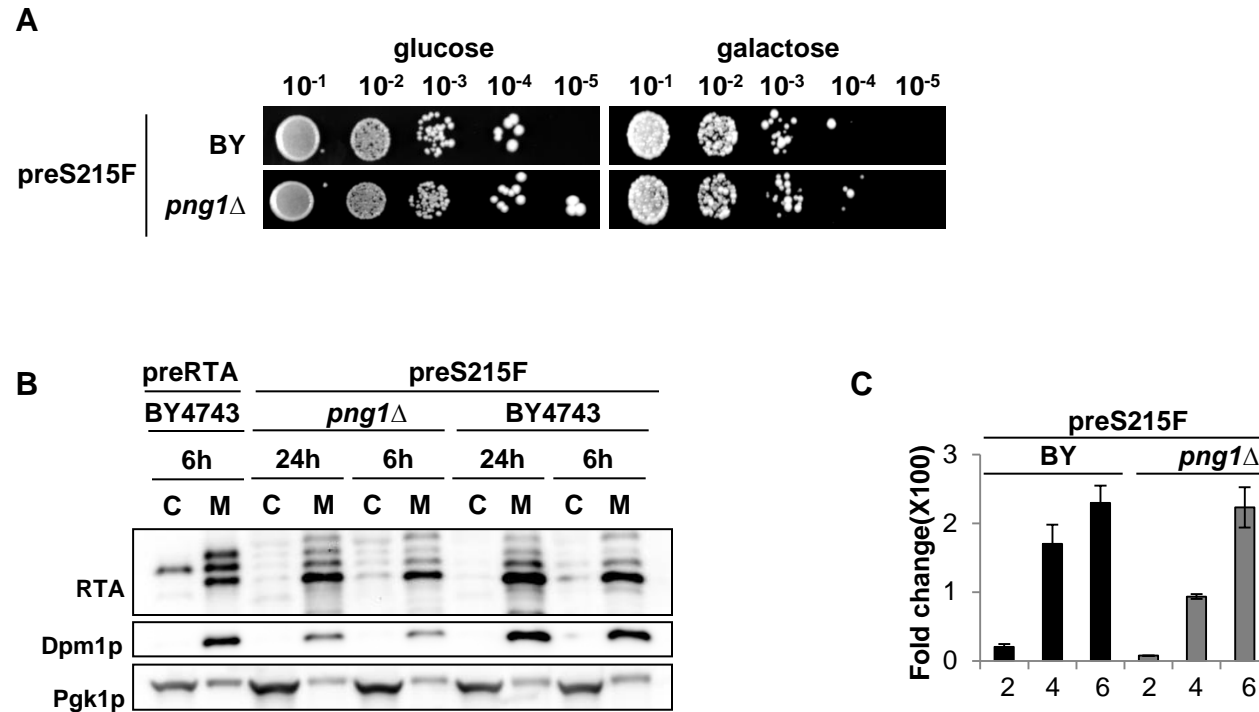 A
glucose galactose
10-1 10-2 10-3 10-4 10-5 10-1 10-2 10-3 10-4 10-5
preS215F
BY
png1Δ
B
preRTA preS215F
BY4743 png1Δ BY4743
6h 24h 6h 24h 6h
C M C M C M C M C M
RTA
Dpm1p
Pgk1p
C
preS215F
BY png1Δ
Fold change(X100)
3
2
1
0
2 4 6 2 4 6